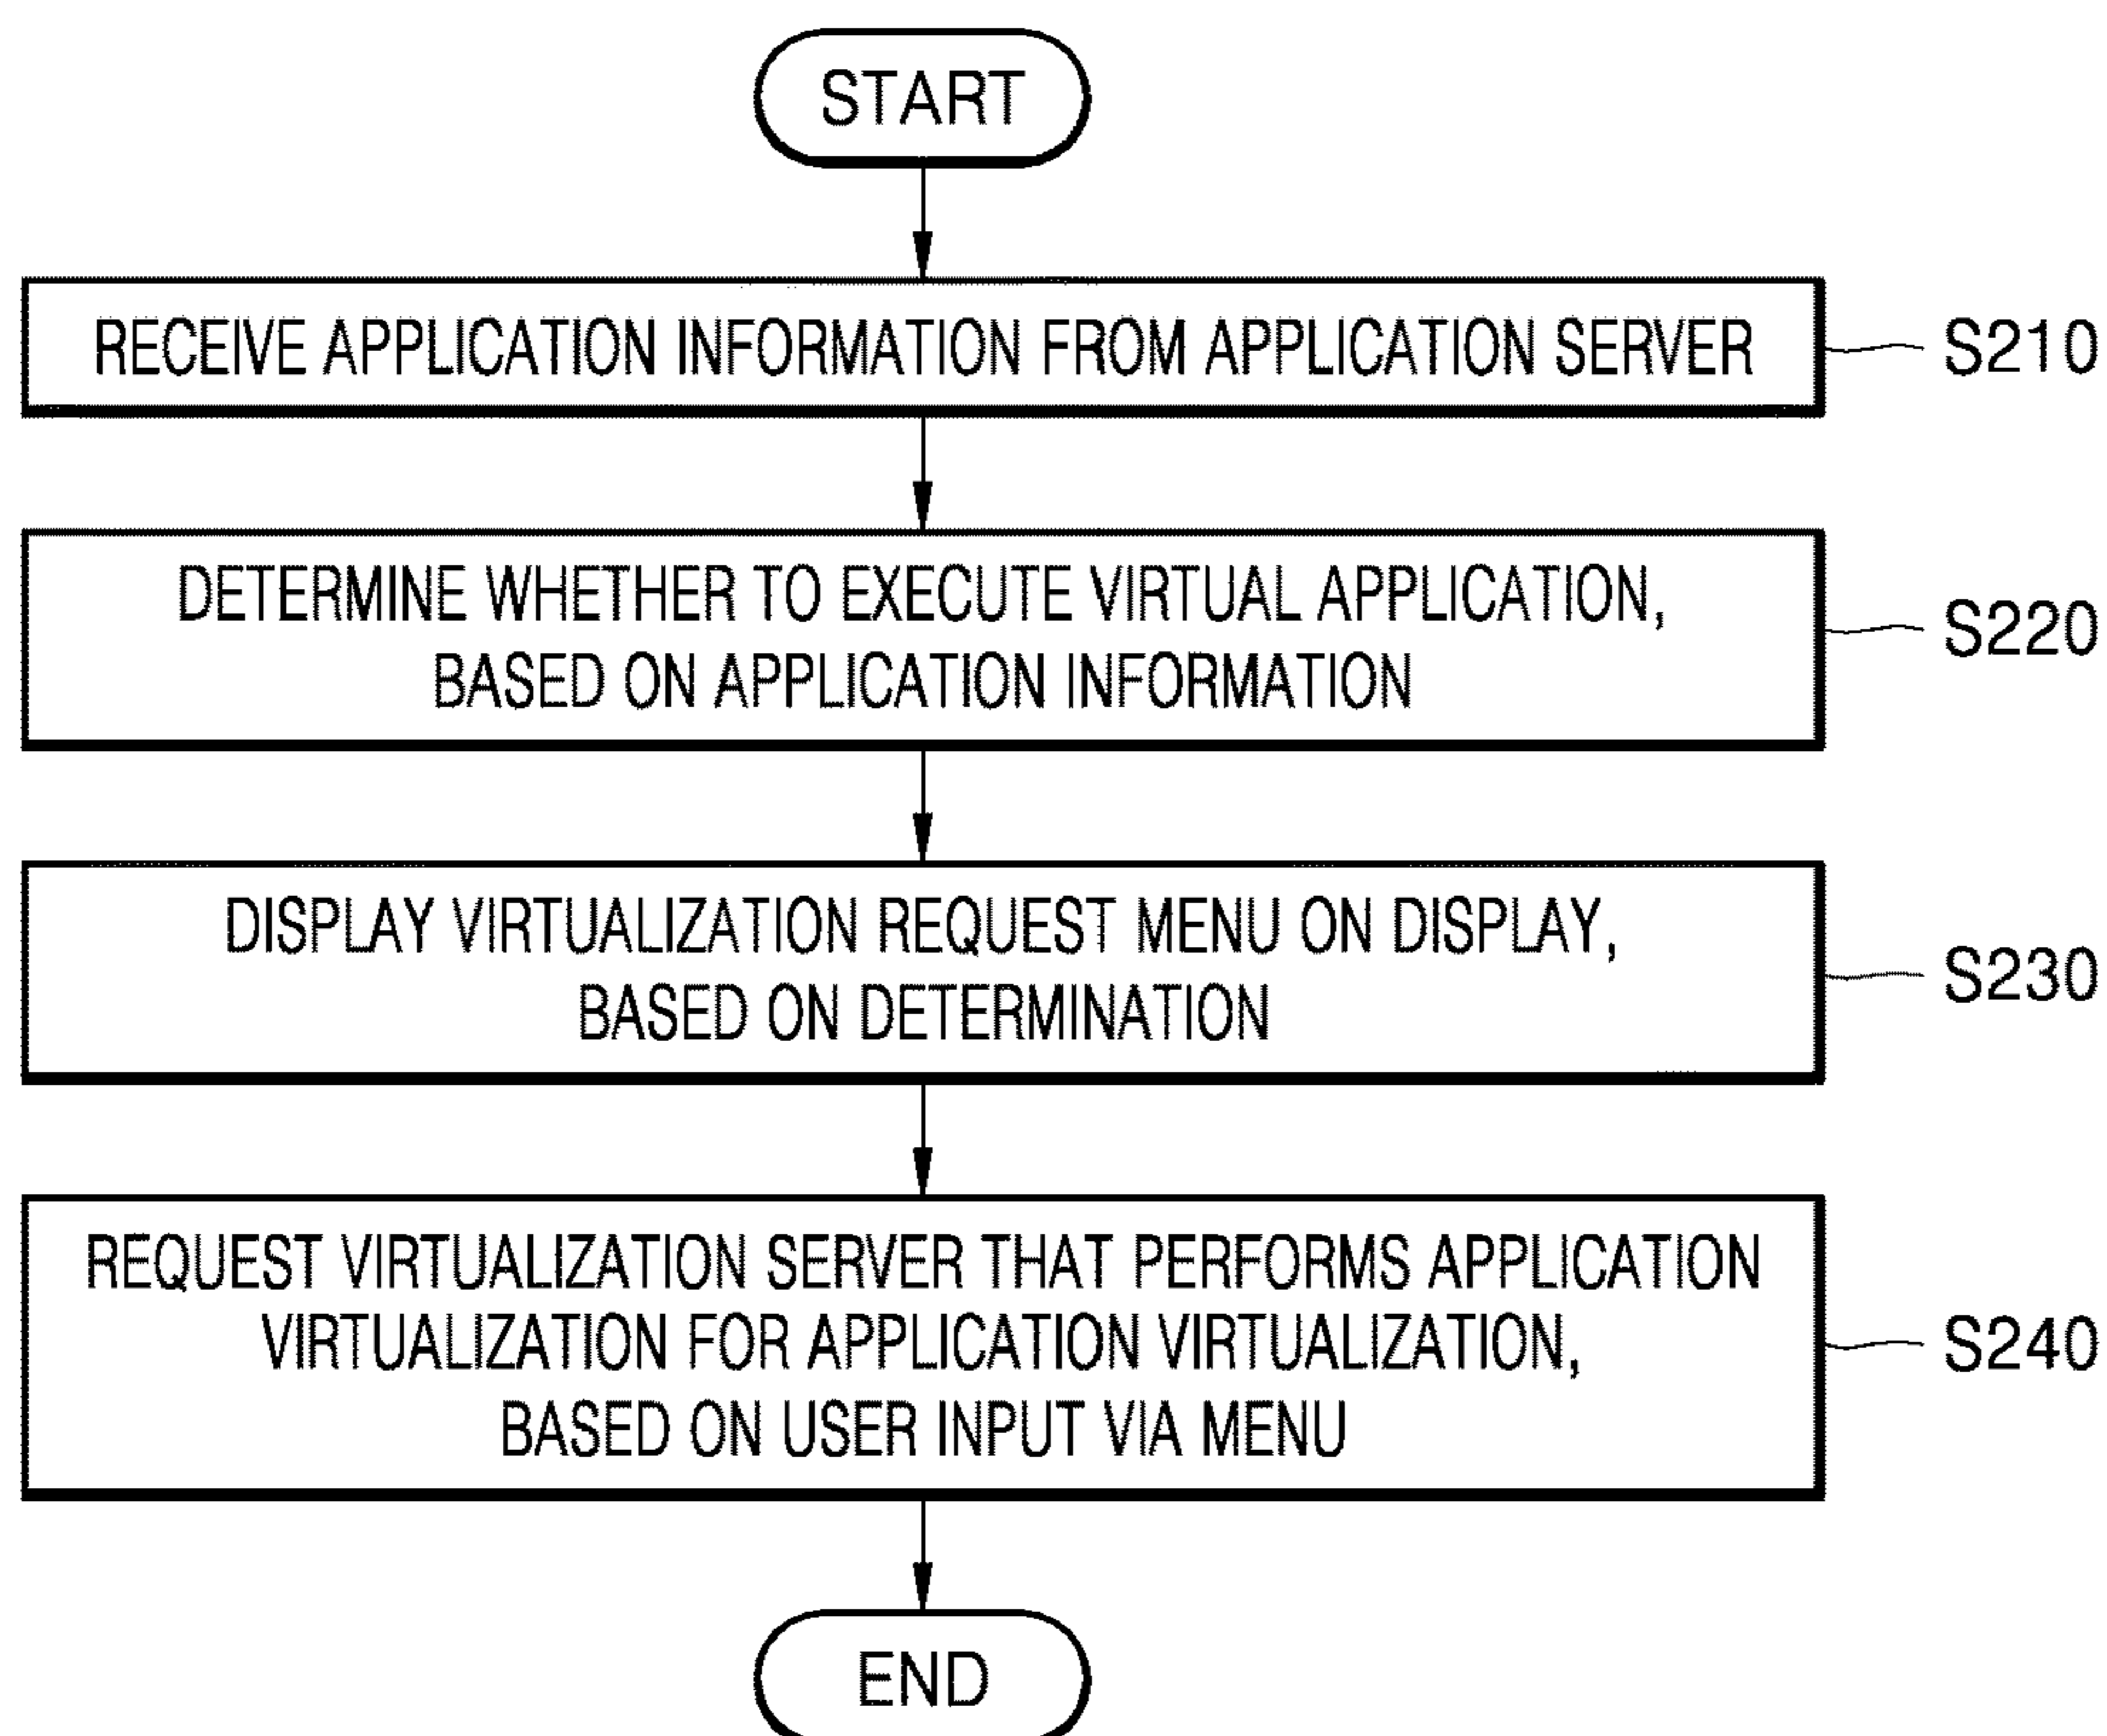 START
RECEIVE APPLICATION INFORMATION FROM APPLICATION SERVER
S210
DETERMINE WHETHER TO EXECUTE VIRTUAL APPLICATION,
BASED ON APPLICATION INFORMATION
S220
DISPLAY VIRTUALIZATION REQUEST MENU ON DISPLAY,
BASED ON DETERMINATION
S230
REQUEST VIRTUALIZATION SERVER THAT PERFORMS APPLICATION
VIRTUALIZATION FOR APPLICATION VIRTUALIZATION,
BASED ON USER INPUT VIA MENU
S240
END